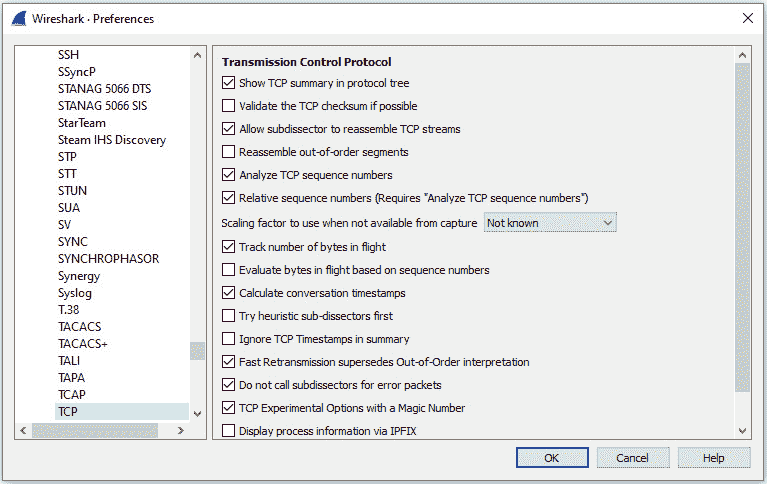 Wireshark · Preferences
SSH
SSyncP
STANAG 5066 DTS
STANAG 5066 SIS
StarTeam
Steam IHS Discovery
STP
STT
STUN
SUA
SV
SYNC
SYNCHROPHASOR
Synergy
Syslog
T.38
TACACS
TACACS+
TALI
TAPA
TCAP
TCP
Transmission Control Protocol
Show TCP summary in protocol tree
Validate the TCP checksum if possible
Allow subdissector to reassemble TCP streams
Reassemble out-of-order segments
Analyze TCP sequence numbers
Relative sequence numbers (Requires "Analyze TCP sequence numbers")
Scaling factor to use when not available from capture Not known
Track number of bytes in flight
Evaluate bytes in flight based on sequence numbers
Calculate conversation timestamps
Try heuristic sub-dissectors first
Ignore TCP Timestamps in summary
Fast Retransmission supersedes Out-of-Order interpretation
Do not call subdissectors for error packets
TCP Experimental Options with a Magic Number
Display process information via IPFIX
OK Cancel Help